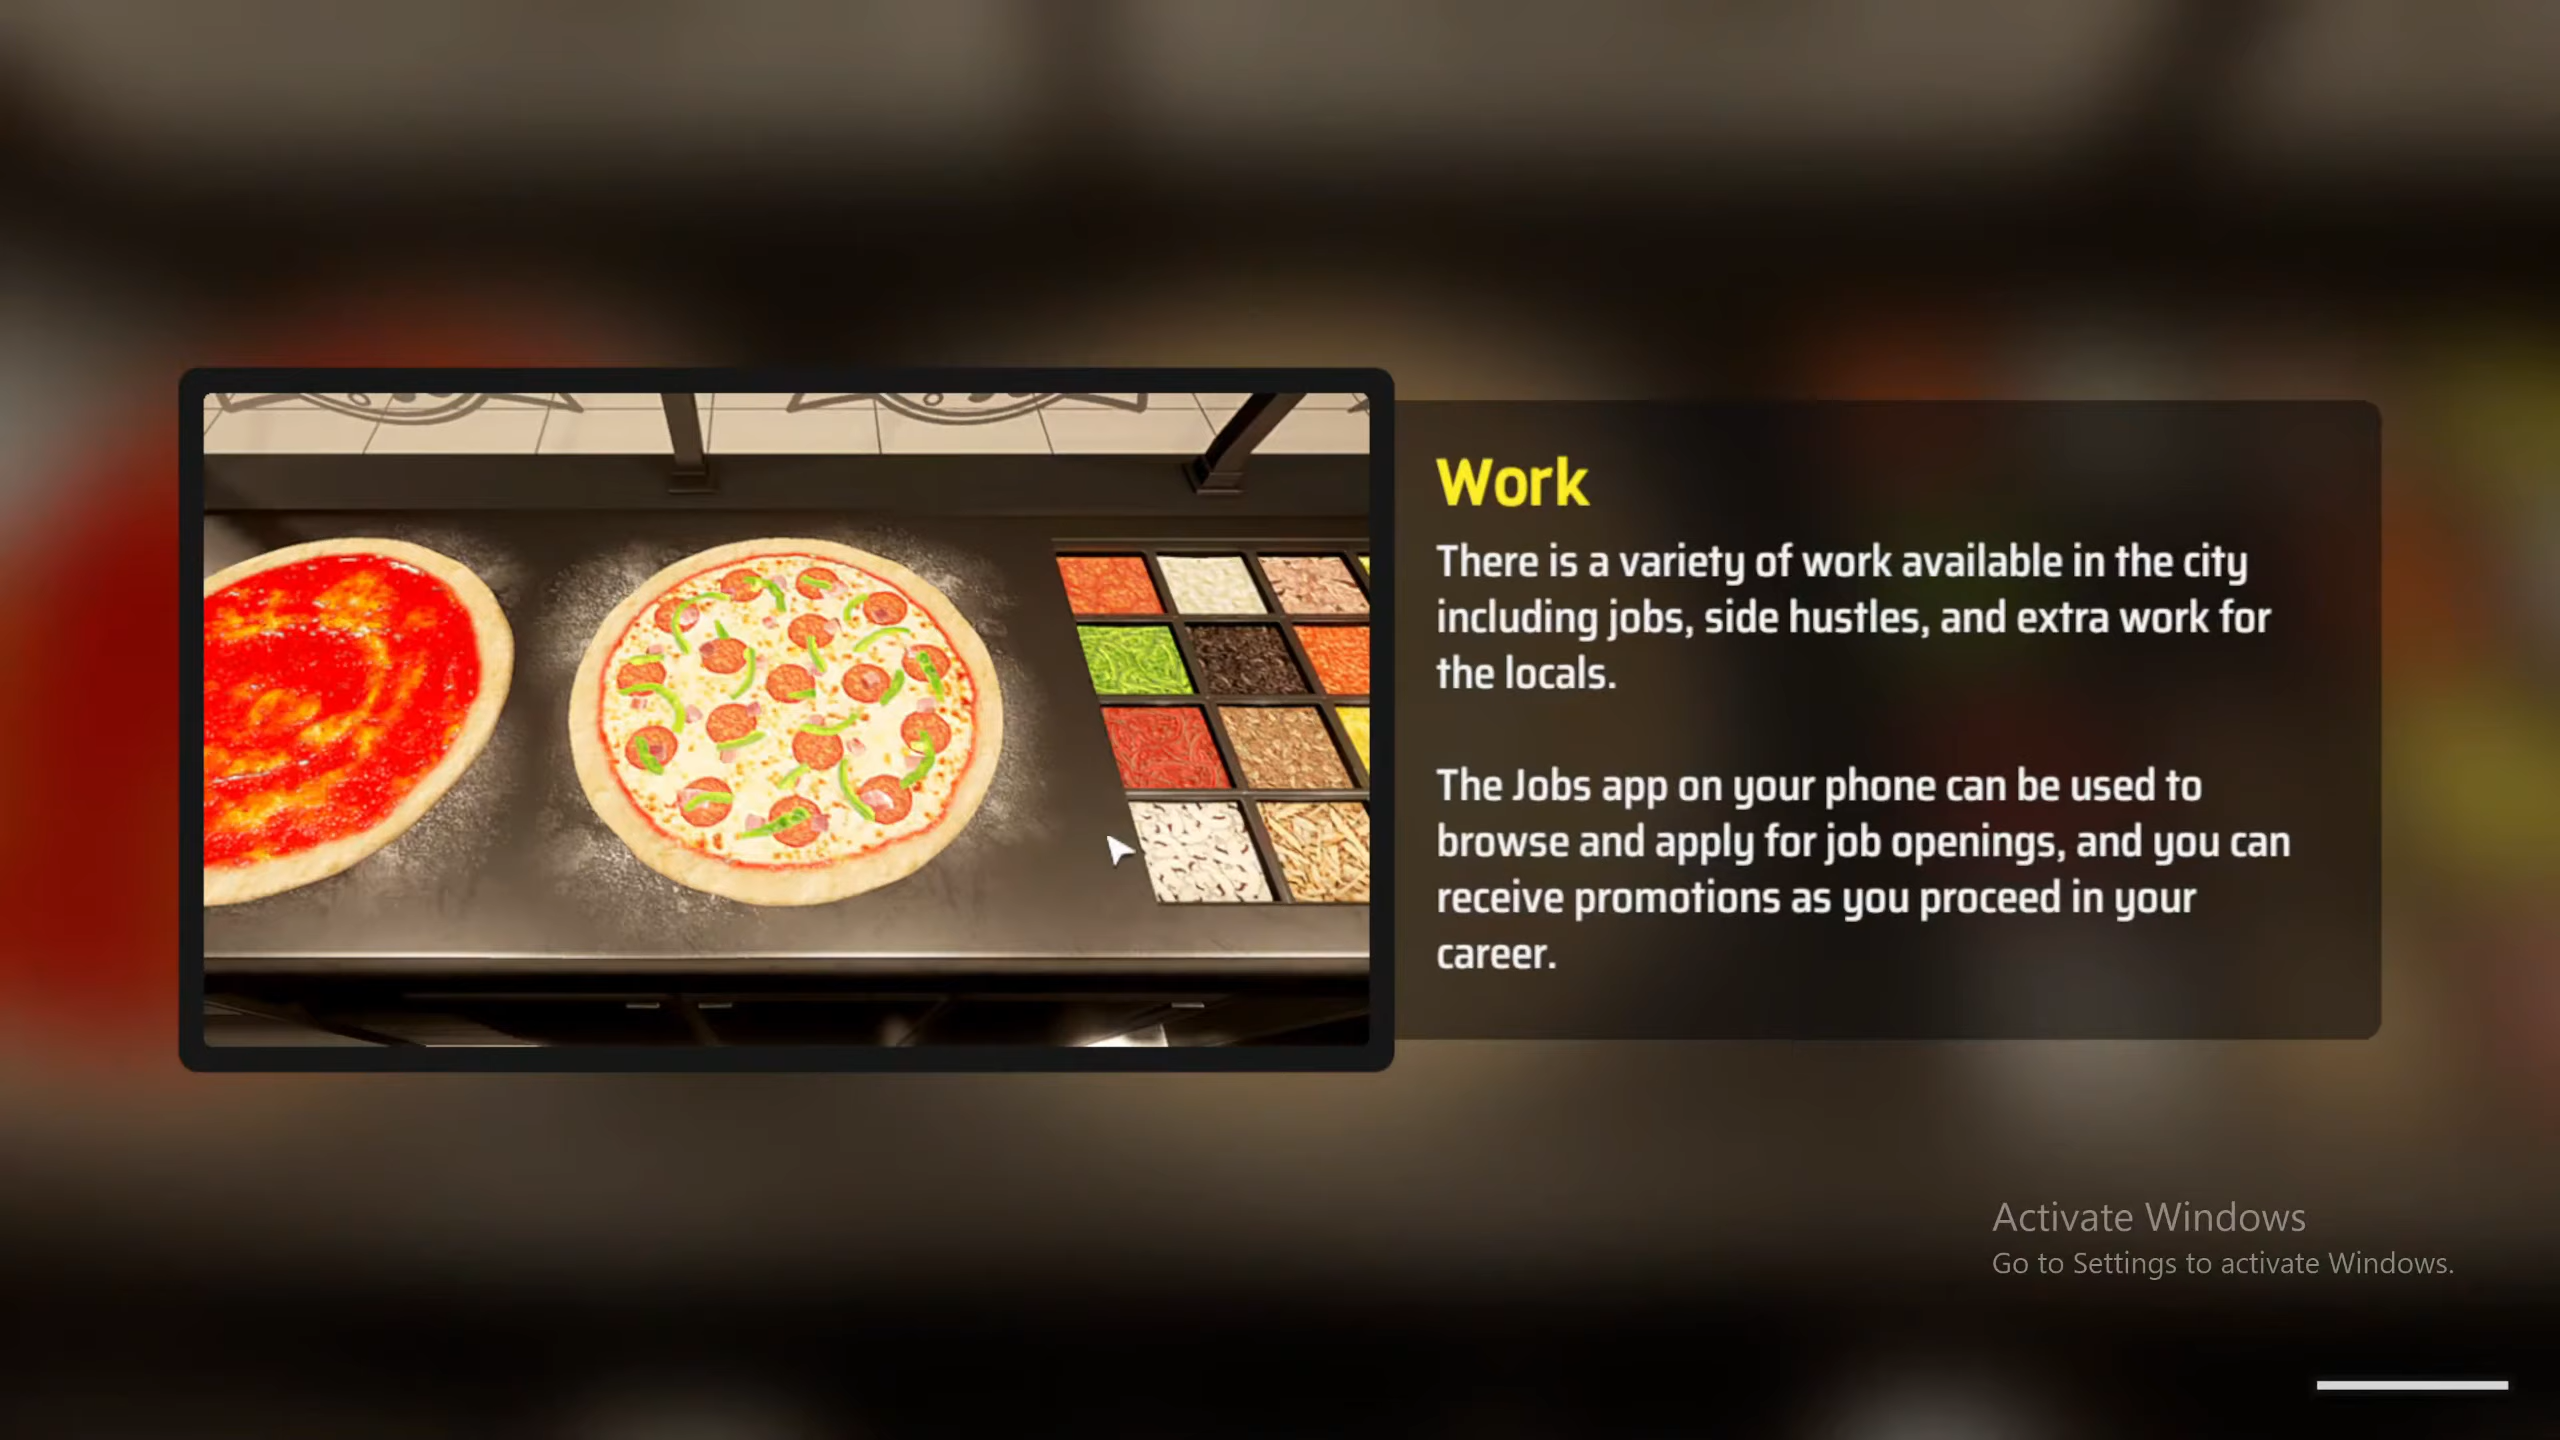 Work
There is a variety of work available in the city
including jobs, side hustles, and extra work for
the locals.
The Jobs app on your phone can be used to
browse and apply for job openings, and you can
receive promotions as you proceed in your
career.
Activate Windows
Go to Settings to activate Windows.